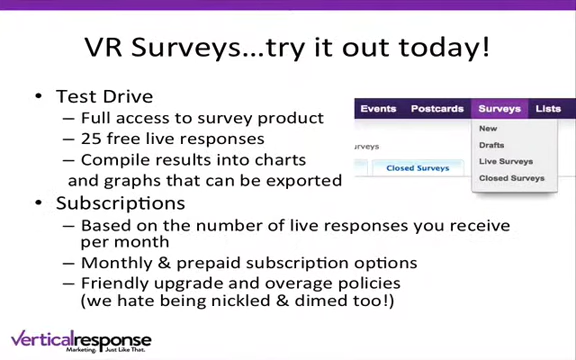 VR Surveys...try it out today!
• Test Drive
– Full access to survey product
– 25 free live responses
– Compile results into charts
and graphs that can be exported
• Subscriptions
– Based on the number of live responses you receive
per month
– Monthly & prepaid subscription options
– Friendly upgrade and overage policies
(we hate being nickled & dimed too!)
Events Postcards Surveys Lists
New
Drafts
Live Surveys
Closed Surveys
urveys
Closed Surveys
verticalresponse
Marketing. Just Like That.